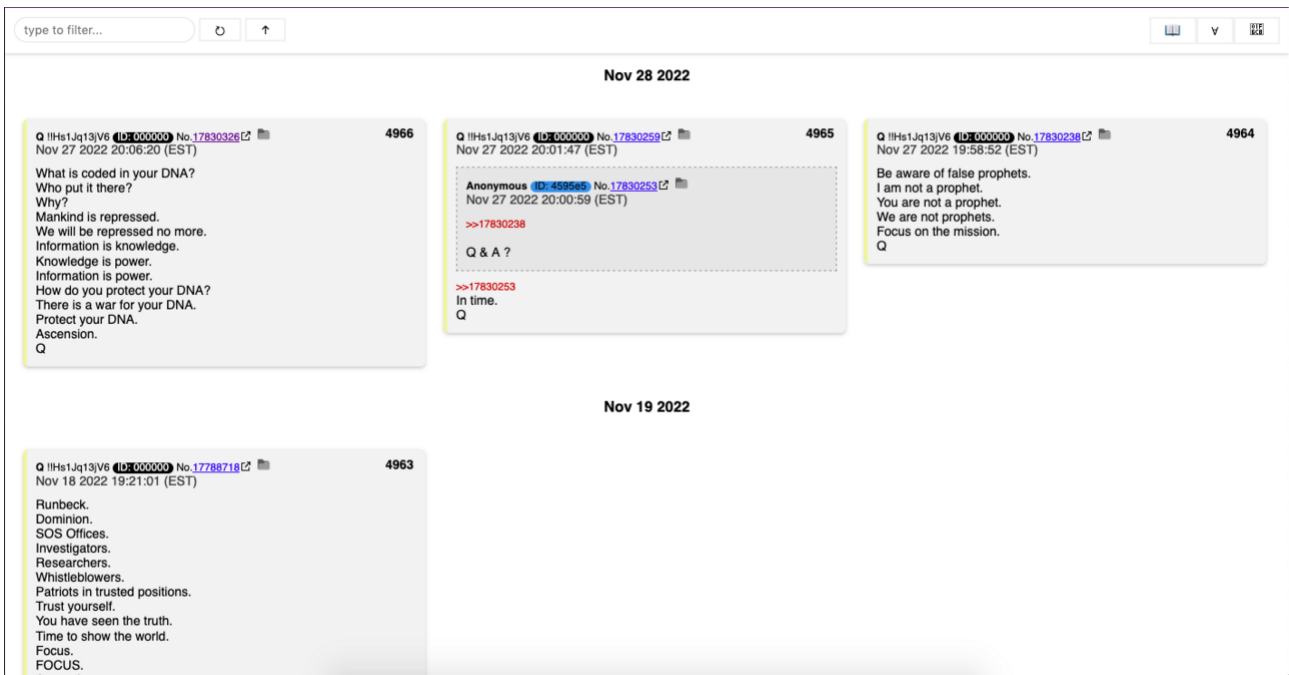 type to filter...
Nov 28 2022
Q !!Hs1Jq13jV6 ID: 000000 No.17830326
4966
Nov 27 2022 20:06:20 (EST)
What is coded in your DNA?
Who put it there?
Why?
Mankind is repressed.
We will be repressed no more.
Information is knowledge.
Knowledge is power.
Information is power.
How do you protect your DNA?
There is a war for your DNA.
Protect your DNA.
Ascension.
Q
Q !!Hs1Jq13jV6 ID: 000000 No.17830259
4965
Nov 27 2022 20:01:47 (EST)
Anonymous ID: 4595e5 No.17830253
Nov 27 2022 20:00:59 (EST)
>>17830238
Q & A ?
>>17830253
In time.
Q
Q !!Hs1Jq13jV6 ID: 000000 No.17830238
4964
Nov 27 2022 19:58:52 (EST)
Be aware of false prophets.
I am not a prophet.
You are not a prophet.
We are not prophets.
Focus on the mission.
Q
Nov 19 2022
Q !!Hs1Jq13jV6 ID: 000000 No.17788718
4963
Nov 18 2022 19:21:01 (EST)
Runbeck.
Dominion.
SOS Offices.
Investigators.
Researchers.
Whistleblowers.
Patriots in trusted positions.
Trust yourself.
You have seen the truth.
Time to show the world.
Focus.
FOCUS.